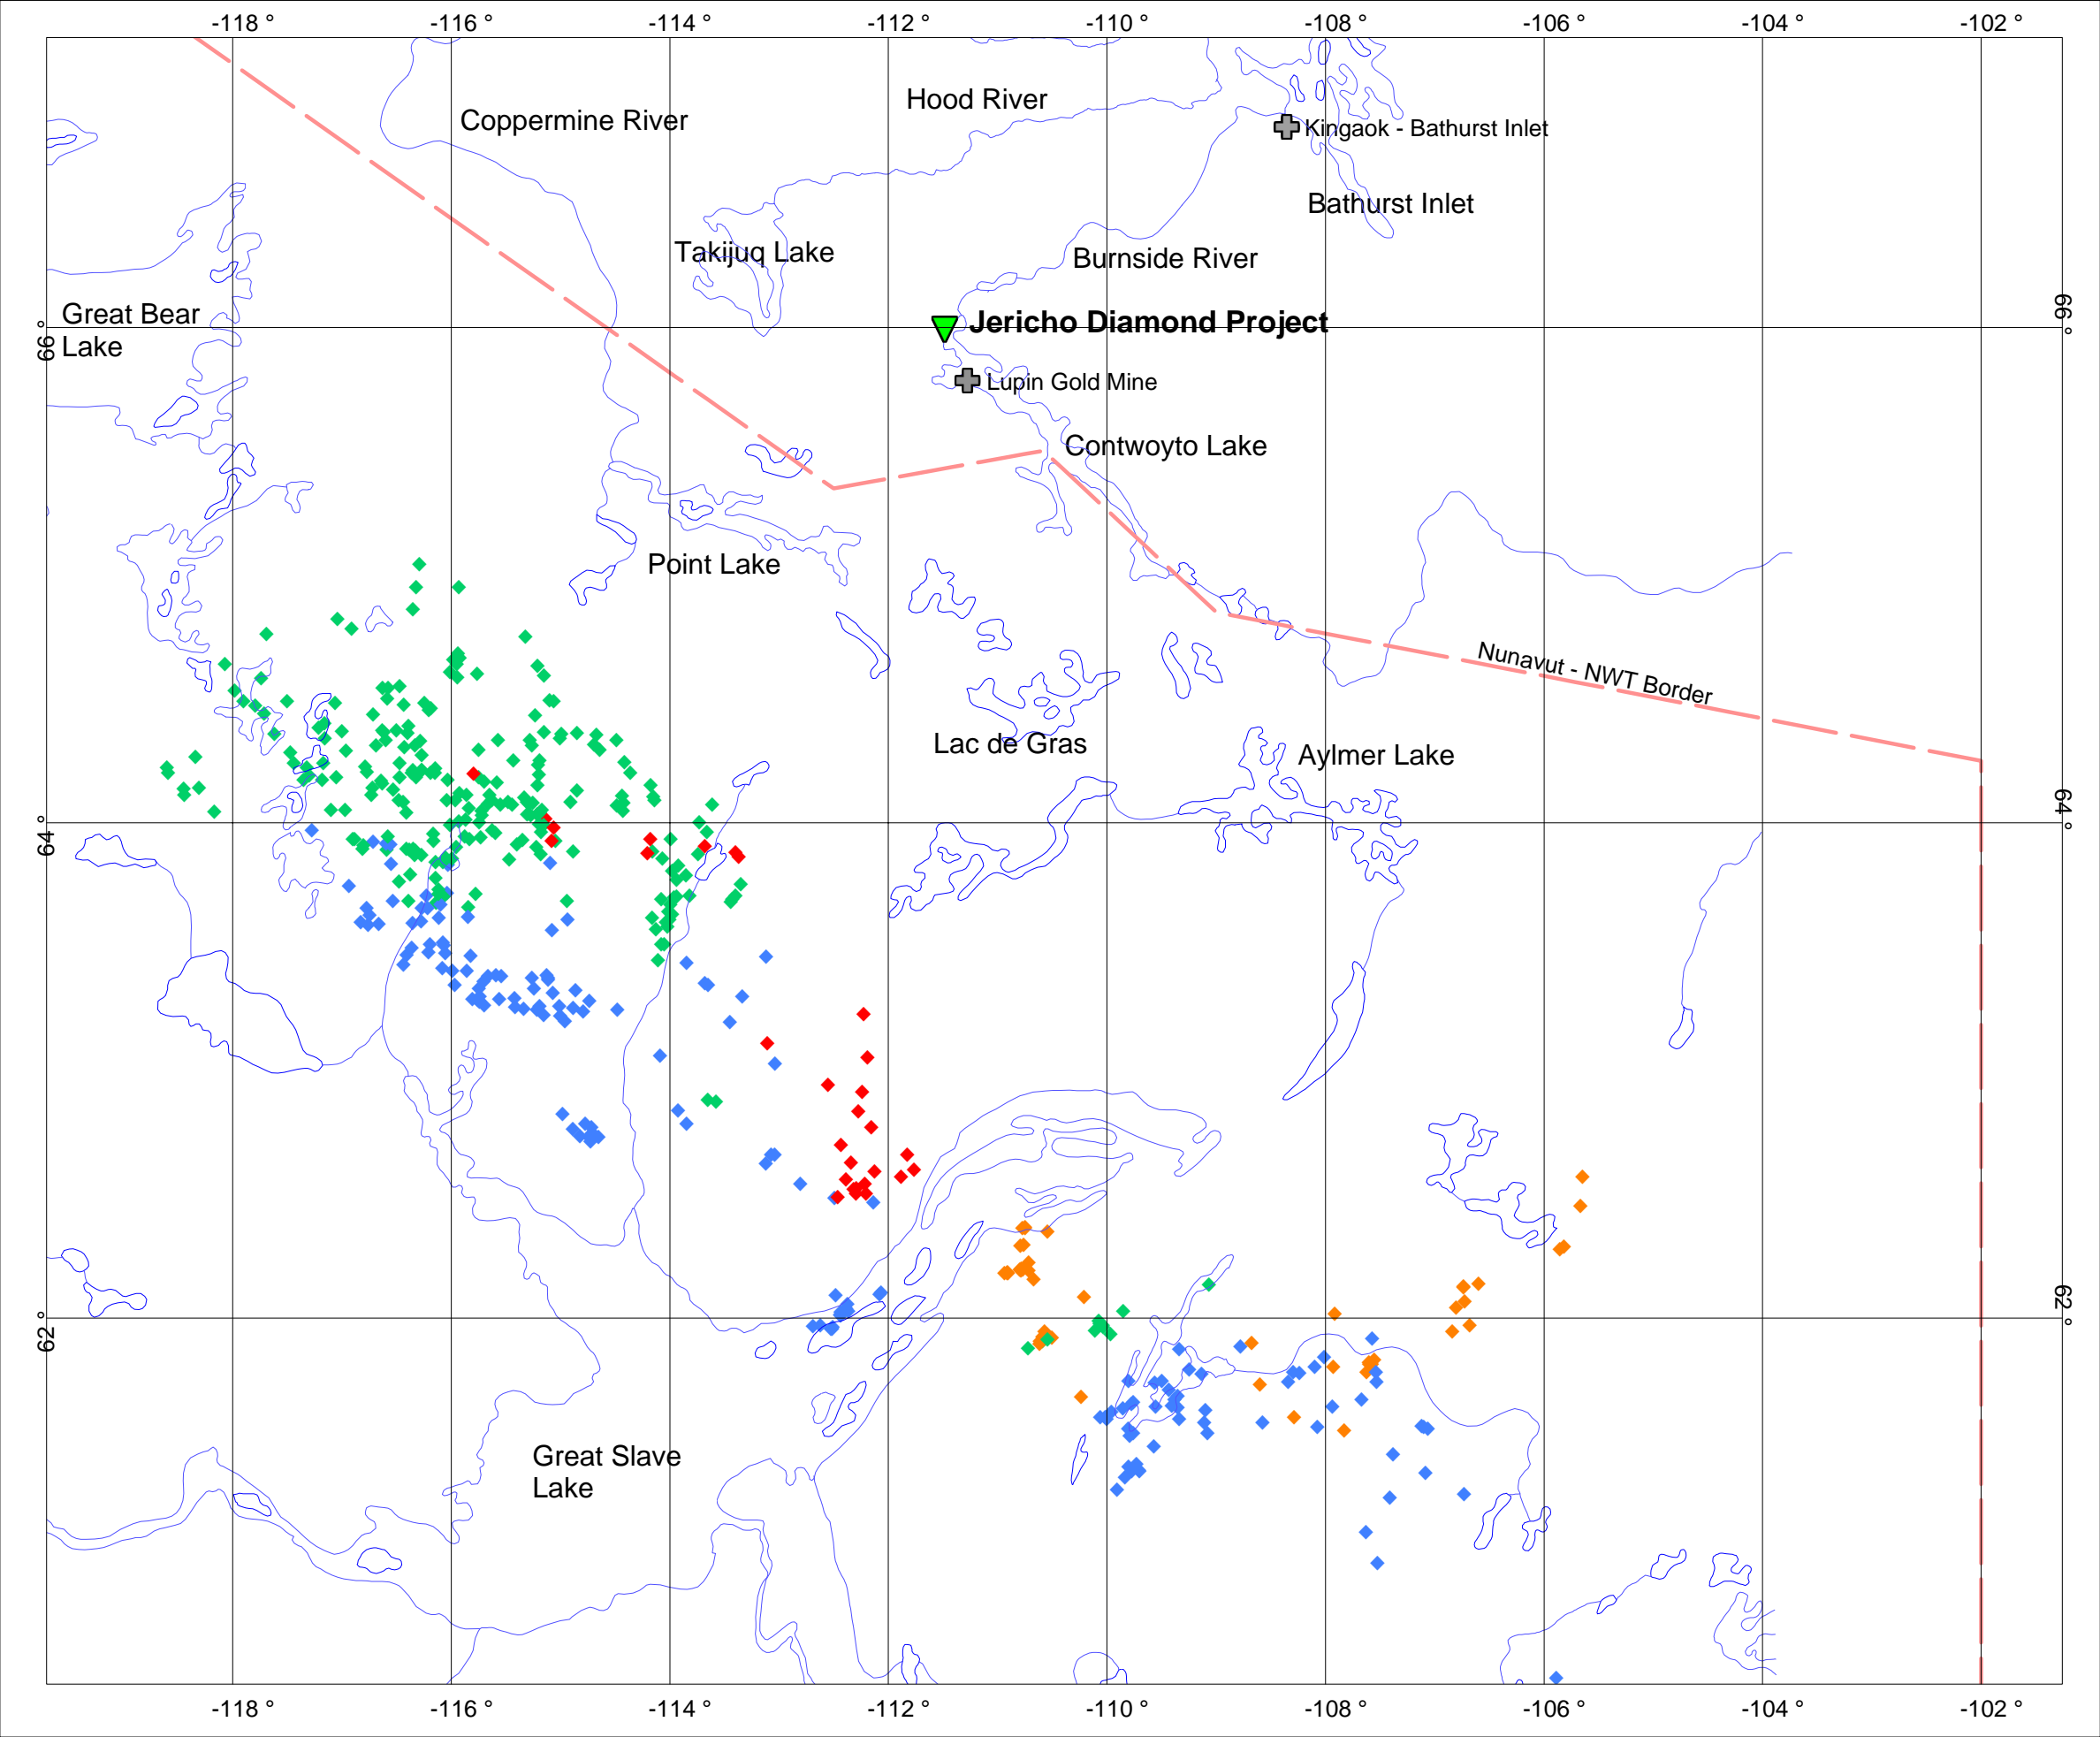 -118 ° -116 ° -114 ° -112 ° -110 ° -108 ° -106 ° -104 ° -102 °
Hood River
Coppermine River
Kingaok - Bathurst Inlet
Bathurst Inlet
Takijuq Lake
Burnside River
Great Bear
Lake
66 °
Jericho Diamond Project
66 °
Lupin Gold Mine
Contwoyto Lake
Point Lake
Nunavut - NWT Border
Lac de Gras
Aylmer Lake
64 °
64 °
62 °
62 °
Great Slave
Lake
-118 ° -116 ° -114 ° -112 ° -110 ° -108 ° -106 ° -104 ° -102 °